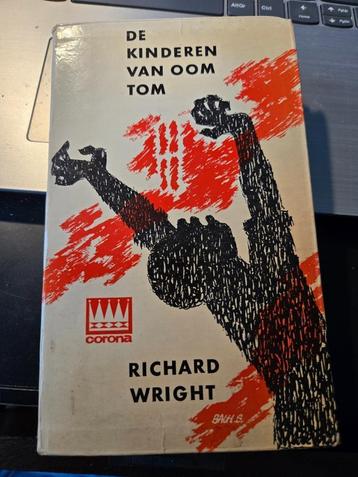 DE
KINDEREN
VAN OOM
TOM
corona
RICHARD
WRIGHT